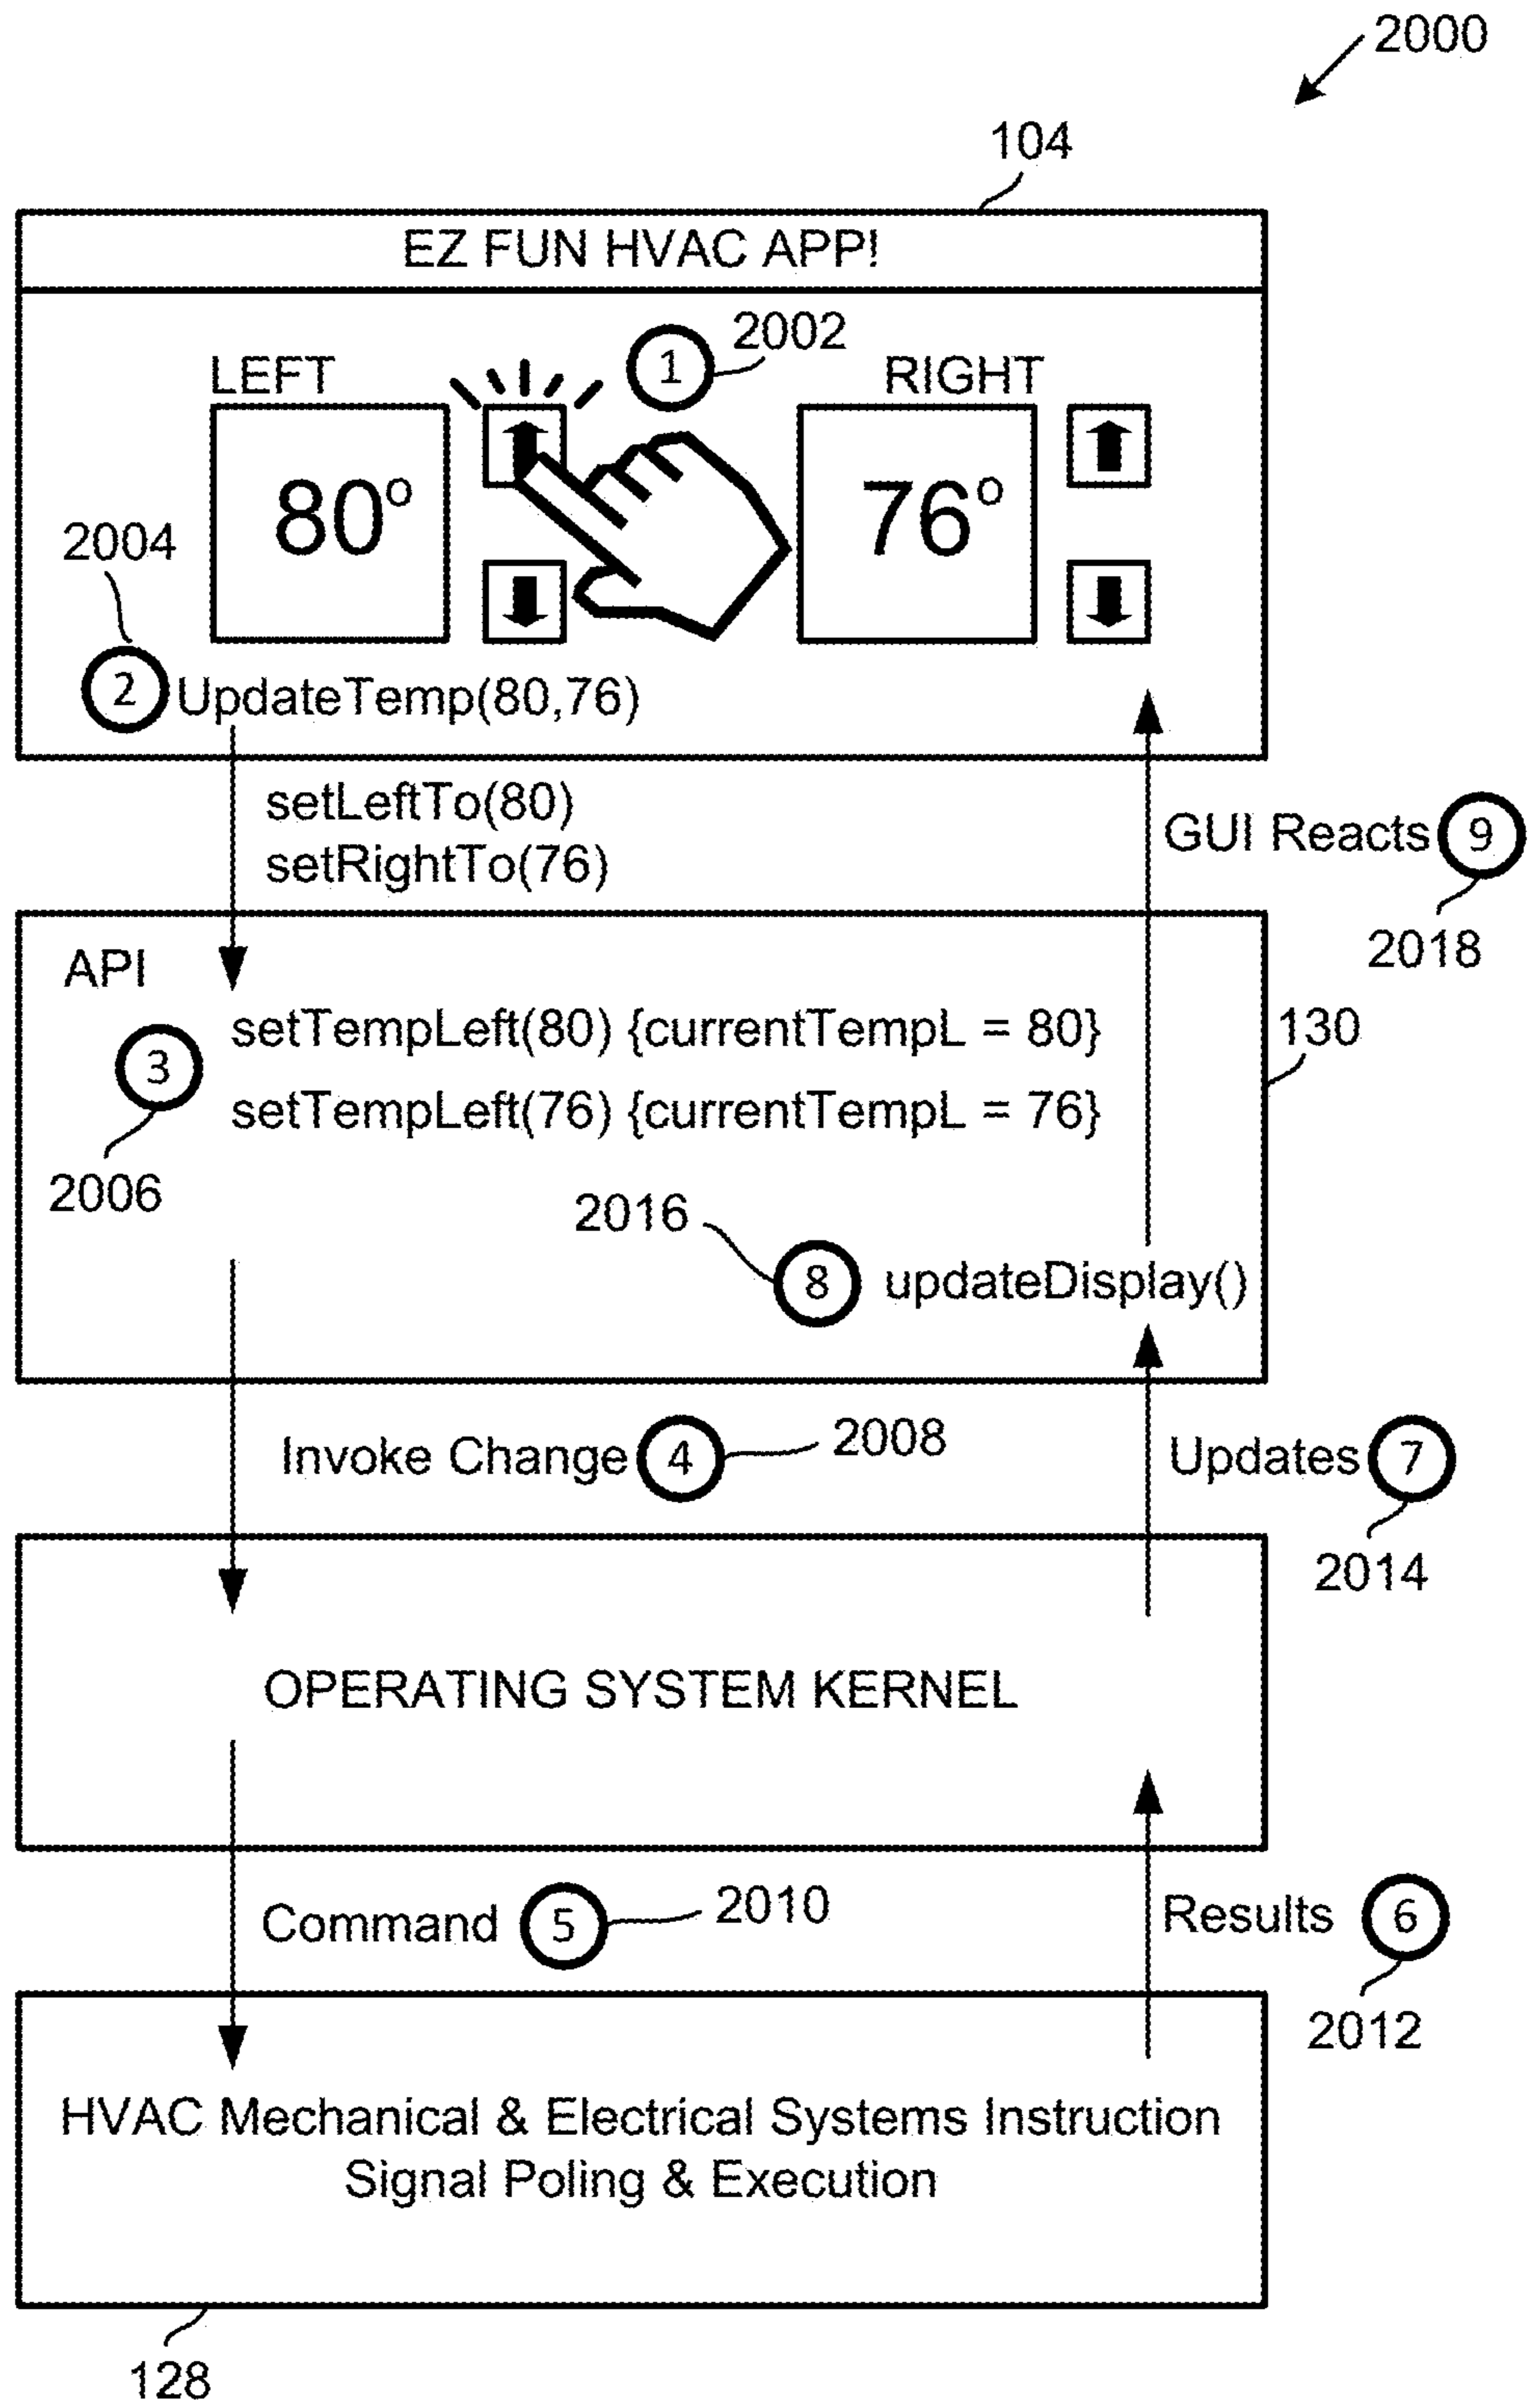 2000
104
EZ FUN HVAC APP!
1 2002
LEFT
RIGHT
80°
76°
2004
2 UpdateTemp(80,76)
setLeftTo(80)
setRightTo(76)
GUI Reacts 9
2018
API
130
3
setTempLeft(80) {currentTempL = 80}
setTempLeft(76) {currentTempL = 76}
2006
2016
8 updateDisplay()
Invoke Change 4 2008
Updates 7
2014
OPERATING SYSTEM KERNEL
Command 5 2010
Results 6
2012
HVAC Mechanical & Electrical Systems Instruction
Signal Poling & Execution
128